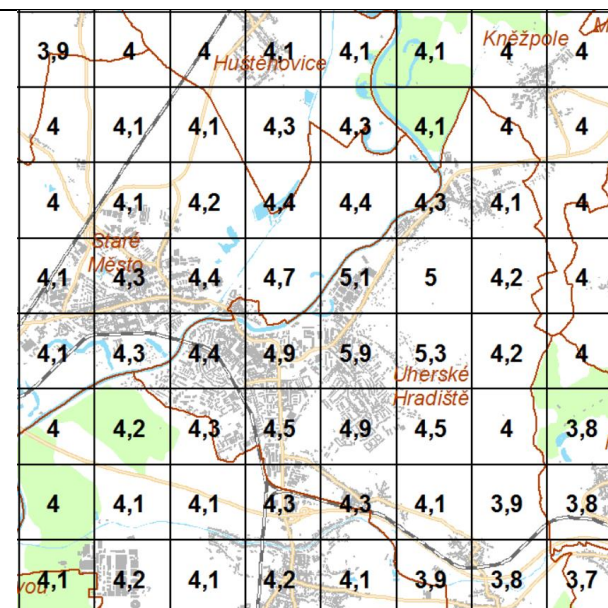 3,9 4 4 4,1 4,1 4,1 4 4
Huštěnovice
Kněžpole
4 4,1 4,1 4,3 4,3 4,1 4 4
4 4,1 4,2 4,4 4,4 4,3 4,1 4
Staré
Město
4,1 4,3 4,4 4,7 5,1 5 4,2 4
4,1 4,3 4,4 4,9 5,9 5,3 4,2 4
Uherské
Hradiště
4 4,2 4,3 4,5 4,9 4,5 4 3,8
4 4,1 4,1 4,3 4,3 4,1 3,9 3,8
4,1 4,2 4,1 4,2 4,1 3,9 3,8 3,7